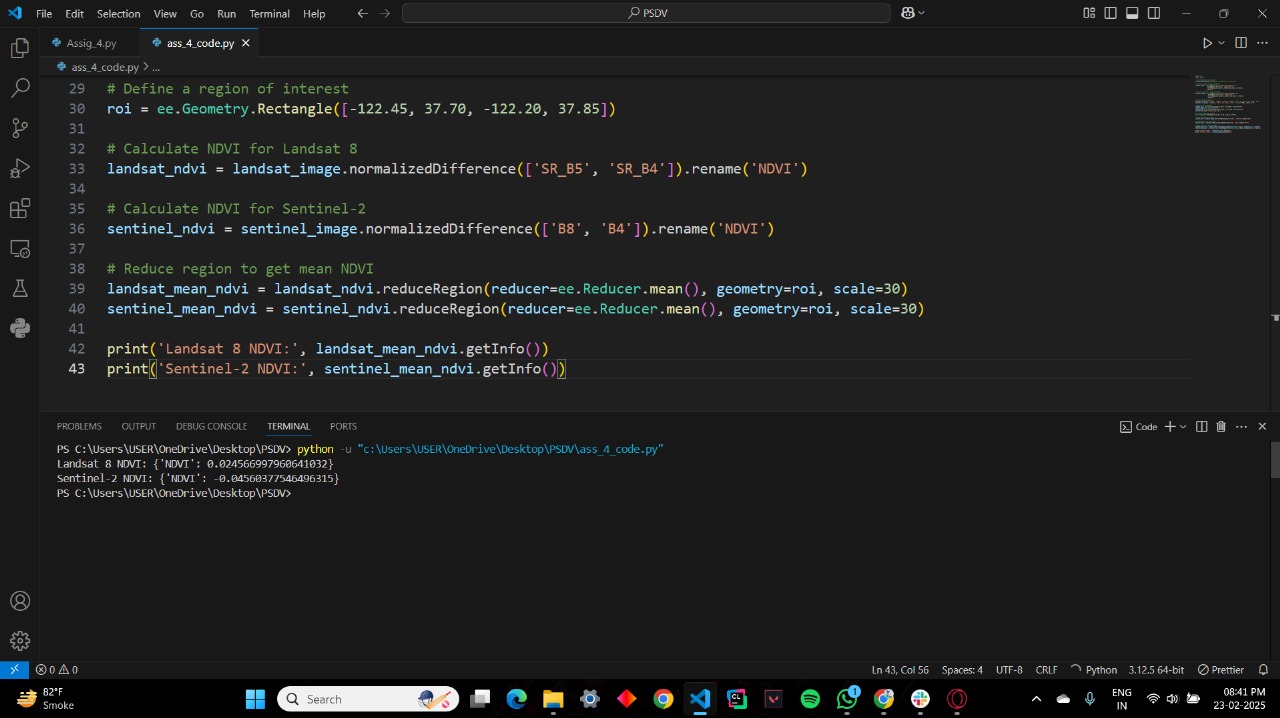 File Edit Selection View Go Run Terminal Help
PSDV
Assig_4.py
ass_4_code.py
ass_4_code.py > ...
29 # Define a region of interest
30 roi = ee.Geometry.Rectangle([-122.45, 37.70, -122.20, 37.85])
31
32 # Calculate NDVI for Landsat 8
33 landsat_ndvi = landsat_image.normalizedDifference(['SR_B5', 'SR_B4']).rename('NDVI')
34
35 # Calculate NDVI for Sentinel-2
36 sentinel_ndvi = sentinel_image.normalizedDifference(['B8', 'B4']).rename('NDVI')
37
38 # Reduce region to get mean NDVI
39 landsat_mean_ndvi = landsat_ndvi.reduceRegion(reducer=ee.Reducer.mean(), geometry=roi, scale=30)
40 sentinel_mean_ndvi = sentinel_ndvi.reduceRegion(reducer=ee.Reducer.mean(), geometry=roi, scale=30)
41
42 print('Landsat 8 NDVI:', landsat_mean_ndvi.getInfo())
43 print('Sentinel-2 NDVI:', sentinel_mean_ndvi.getInfo())
PROBLEMS OUTPUT DEBUG CONSOLE TERMINAL PORTS
Code
PS C:\Users\USER\OneDrive\Desktop\PSDV> python -u "c:\Users\USER\OneDrive\Desktop\PSDV\ass_4_code.py"
Landsat 8 NDVI: {'NDVI': 0.024566997960641032}
Sentinel-2 NDVI: {'NDVI': -0.04560377546496315}
PS C:\Users\USER\OneDrive\Desktop\PSDV>
0 0
Ln 43, Col 56 Spaces: 4 UTF-8 CRLF Python 3.12.5 64-bit Prettier
82°F
Smoke
Search
1
ENG
IN
08:41 PM
23-02-2025